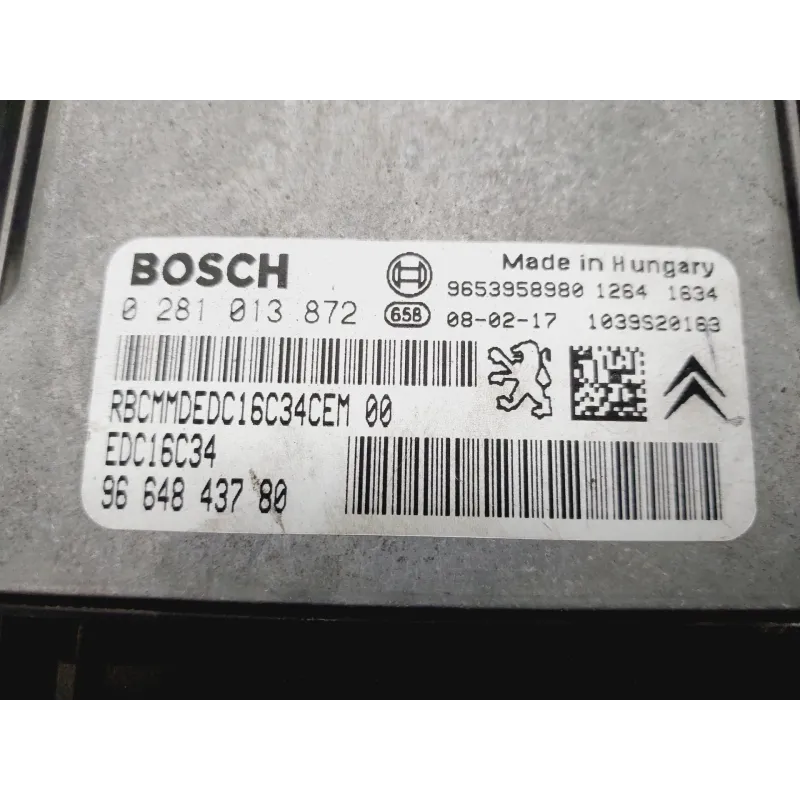 BOSCH
Made in Hungary
9653958980 1264 1634
0 281 013 872
658
08-02-17 1039S20163
RBCMMDEDC16C34CEM 00
EDC16C34
96 648 437 80